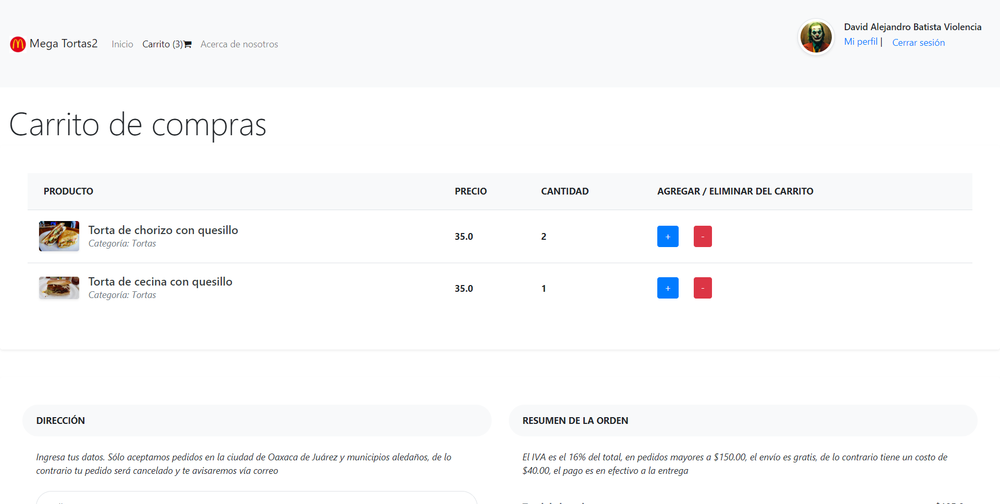 Mega Tortas2 Inicio Carrito (3) Acerca de nosotros
David Alejandro Batista Violencia
Mi perfil | Cerrar sesión
Carrito de compras
PRODUCTO PRECIO CANTIDAD AGREGAR / ELIMINAR DEL CARRITO
Torta de chorizo con quesillo
Categoría: Tortas
35.0 2 + -
Torta de cecina con quesillo
Categoría: Tortas
35.0 1 + -
DIRECCIÓN
Ingresa tus datos. Sólo aceptamos pedidos en la ciudad de Oaxaca de Juárez y municipios aledaños, de lo
contrario tu pedido será cancelado y te avisaremos vía correo
RESUMEN DE LA ORDEN
El IVA es el 16% del total, en pedidos mayores a $150.00, el envío es gratis, de lo contrario tiene un costo de
$40.00, el pago es en efectivo a la entrega